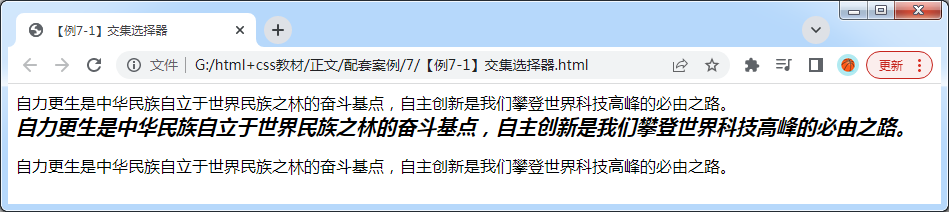 【例7-1】交集选择器
文件 | G:/html+css教材/正文/配套案例/7/【例7-1】交集选择器.html 更新
自力更生是中华民族自立于世界民族之林的奋斗基点，自主创新是我们攀登世界科技高峰的必由之路。
自力更生是中华民族自立于世界民族之林的奋斗基点，自主创新是我们攀登世界科技高峰的必由之路。
自力更生是中华民族自立于世界民族之林的奋斗基点，自主创新是我们攀登世界科技高峰的必由之路。